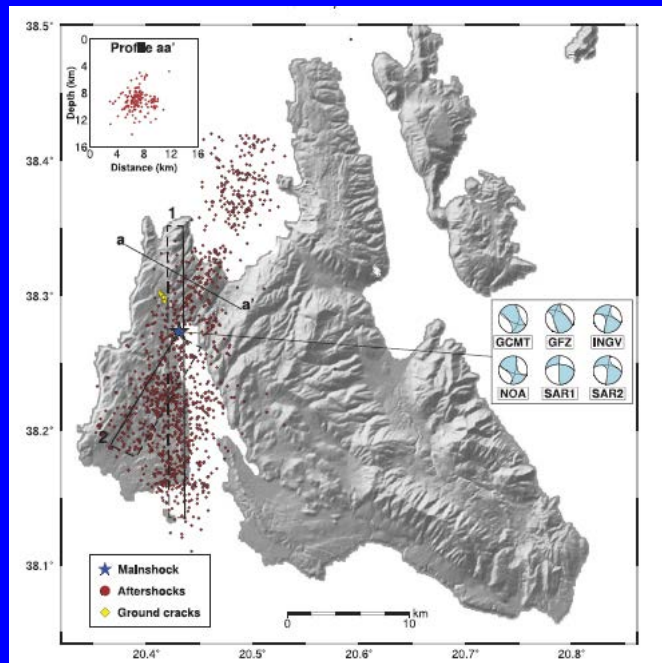 38.5°
38.4°
38.3°
38.2°
38.1°
Profile aa'
0
4
8
12
16
Depth (km)
0 4 8 12 16
Distance (km)
1
a
a'
2
GCMT GFZ INGV
NOA SAR1 SAR2
Mainshock
Aftershocks
Ground cracks
km
0 10
20.4° 20.5° 20.6° 20.7° 20.8°